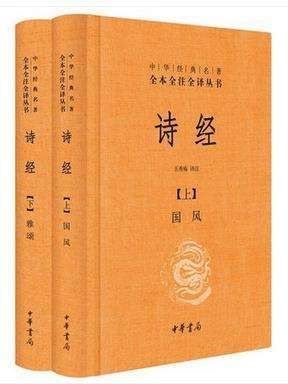 中华经典名著
全本全注全译丛书
诗经
【下】
雅颂
中华书局
中华经典名著
全本全注全译丛书
诗经
【上】
国风
中华书局
中华经典名著
全本全注全译丛书
诗经
王秀梅 译注
【上】
国风
中华书局